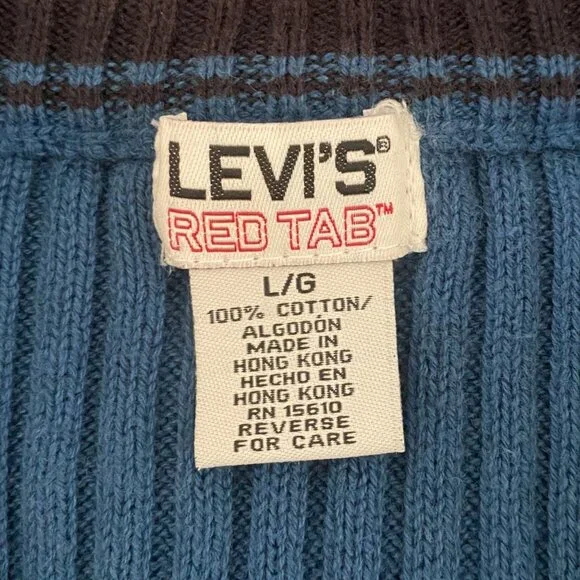 LEVI'S®
RED TAB™
L/G
100% COTTON/
ALGODÓN
MADE IN
HONG KONG
HECHO EN
HONG KONG
RN 15610
REVERSE
FOR CARE